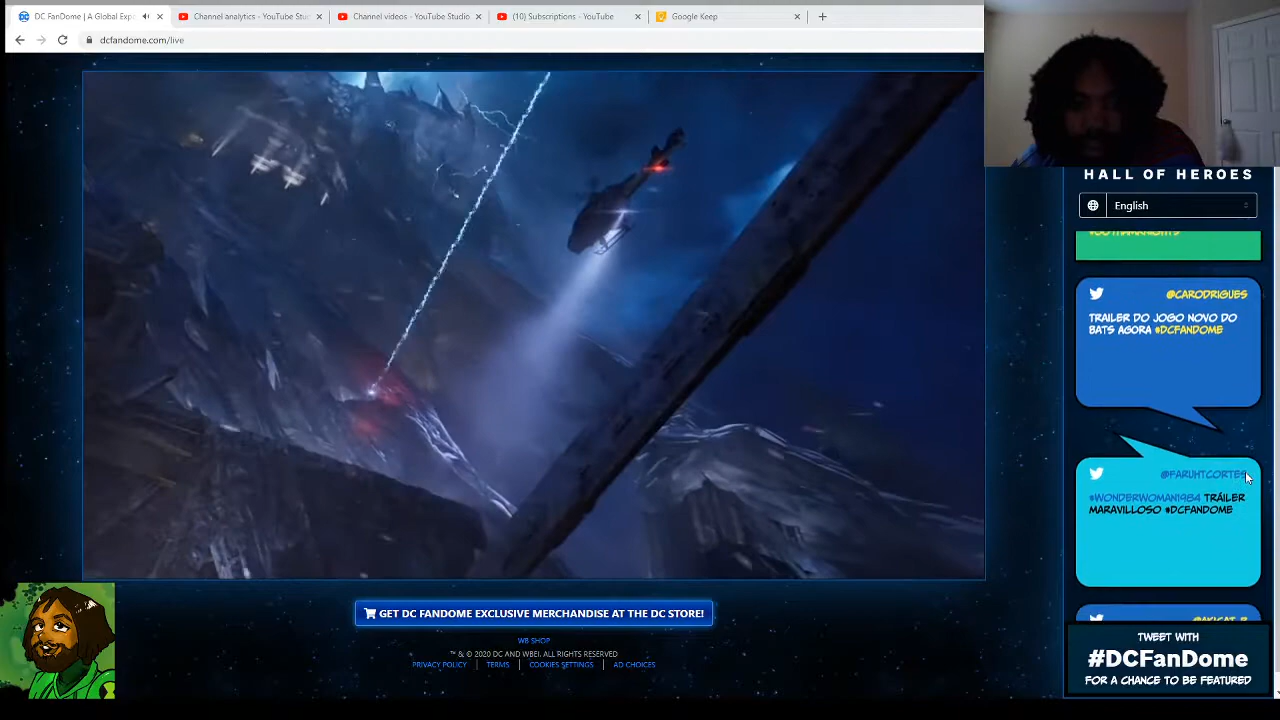 DC FanDome | A Global Expe
Channel analytics - YouTube Stu
Channel videos - YouTube Studio
(10) Subscriptions - YouTube
Google Keep
dcfandome.com/live
HALL OF HEROES
English
#GOTHAMKNIGHTS
@CARODRIGUES
TRAILER DO JOGO NOVO DO
BATS AGORA #DCFANDOME
@FARUHTCORTES
#WONDERWOMAN1984 TRÁILER
MARAVILLOSO #DCFANDOME
TWEET WITH
#DCFanDome
FOR A CHANCE TO BE FEATURED
GET DC FANDOME EXCLUSIVE MERCHANDISE AT THE DC STORE!
WB SHOP
™ & © 2020 DC AND WBEI. ALL RIGHTS RESERVED
PRIVACY POLICY | TERMS | COOKIES SETTINGS | AD CHOICES